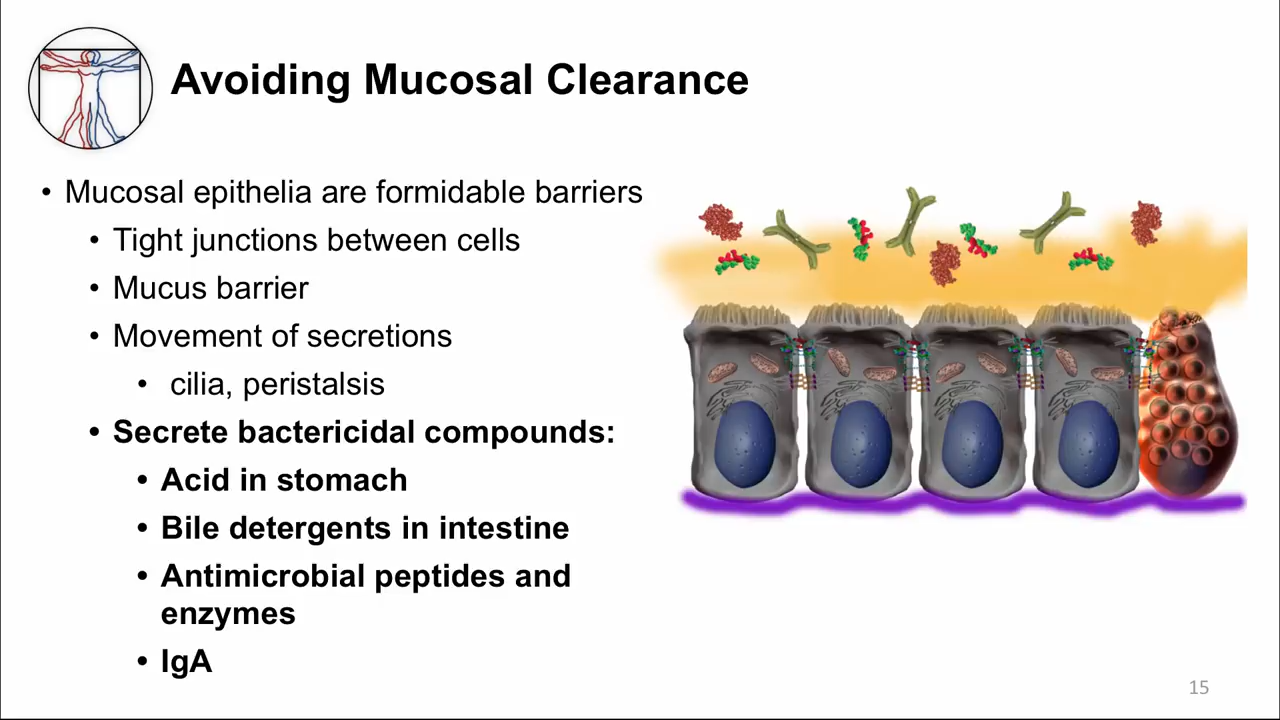 Avoiding Mucosal Clearance
• Mucosal epithelia are formidable barriers
• Tight junctions between cells
• Mucus barrier
• Movement of secretions
• cilia, peristalsis
• Secrete bactericidal compounds:
• Acid in stomach
• Bile detergents in intestine
• Antimicrobial peptides and
enzymes
• IgA
15